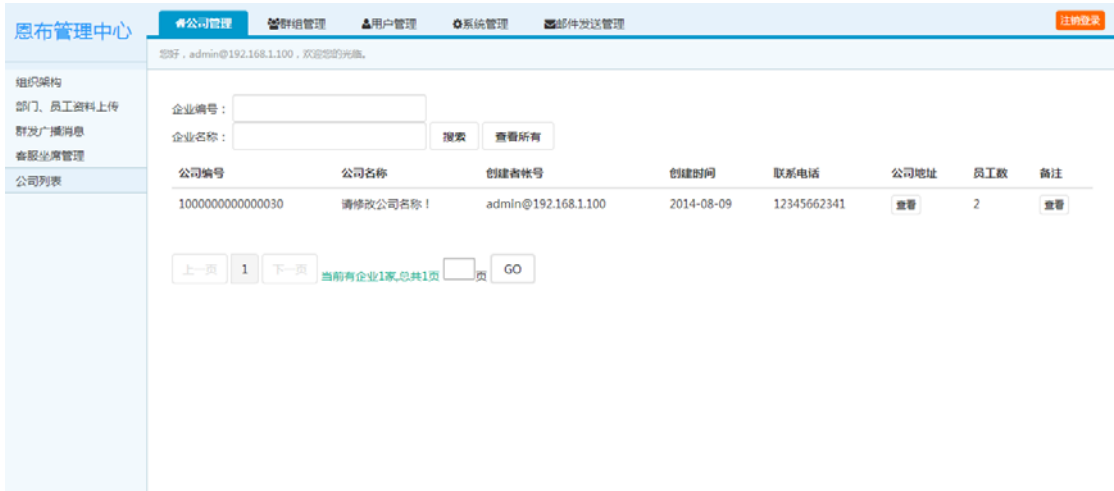 恩布管理中心
公司管理 群组管理 用户管理 系统管理 邮件发送管理 注销登录
您好，admin@192.168.1.100，欢迎您的光临。
组织架构
部门、员工资料上传
群发广播消息
客服坐席管理
公司列表
企业编号：
企业名称： 搜索 查看所有
公司编号 公司名称 创建者帐号 创建时间 联系电话 公司地址 员工数 备注
1000000000000030 请修改公司名称！ admin@192.168.1.100 2014-08-09 12345662341 查看 2 查看
上一页 1 下一页 当前有企业1家,总共1页 页 GO